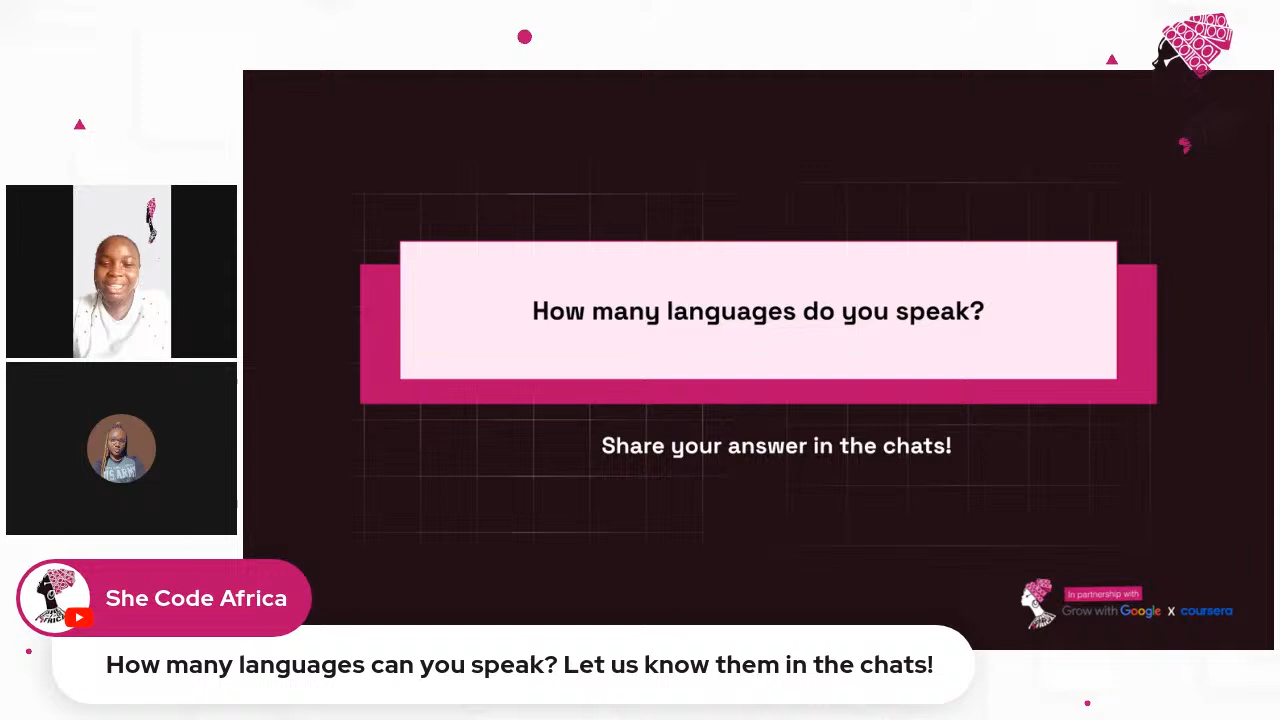 How many languages do you speak?
Share your answer in the chats!
In partnership with
Grow with Google X coursera
She Code Africa
How many languages can you speak? Let us know them in the chats!